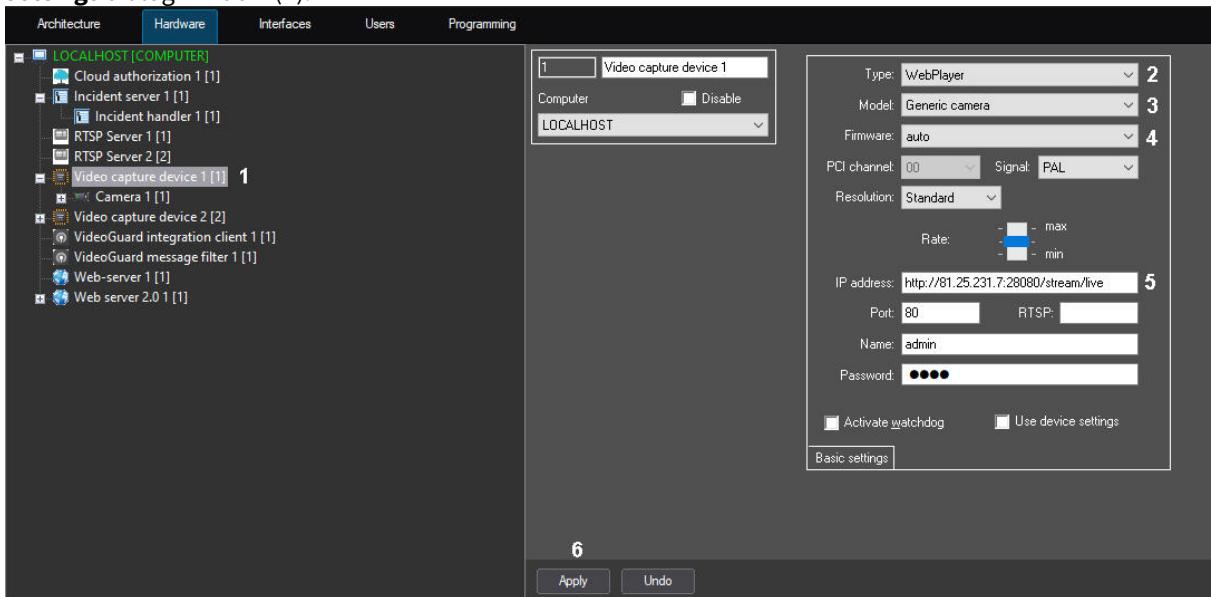 Architecture Hardware Interfaces Users Programming
LOCALHOST [COMPUTER]
Cloud authorization 1 [1]
Incident server 1 [1]
Incident handler 1 [1]
RTSP Server 1 [1]
RTSP Server 2 [2]
Video capture device 1 [1] 1
Camera 1 [1]
Video capture device 2 [2]
VideoGuard integration client 1 [1]
VideoGuard message filter 1 [1]
Web-server 1 [1]
Web server 2.0 1 [1]
1 Video capture device 1
Computer Disable
LOCALHOST
Type: WebPlayer 2
Model: Generic camera 3
Firmware: auto 4
PCI channel: 00 Signal: PAL
Resolution: Standard
Rate: - - max
- -
- - min
IP address: http://81.25.231.7:28080/stream/live 5
Port: 80 RTSP:
Name: admin
Password: ●●●●
Activate watchdog Use device settings
Basic settings
6
Apply Undo